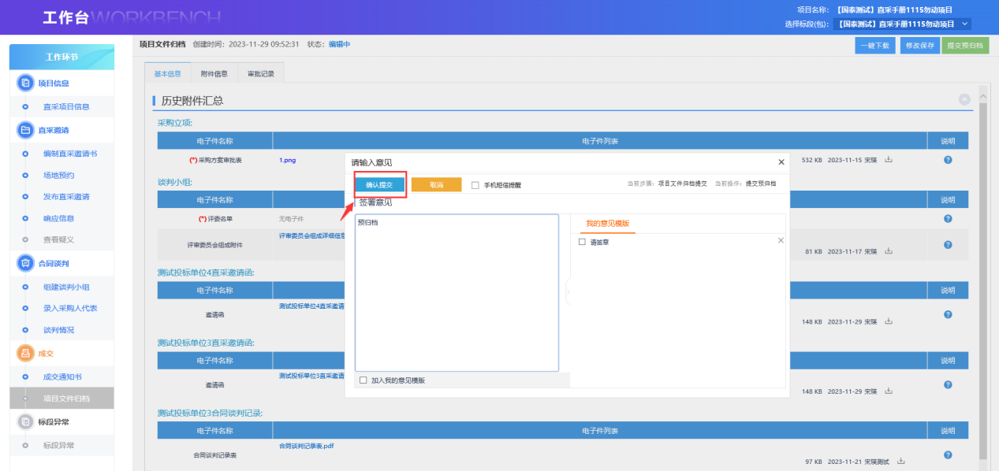 工作台WORKBENCH
项目名称: 【国泰测试】直采手册1115勿动项目
选择标段(包): 【国泰测试】直采手册1115勿动项目
工作环节
项目信息
直采项目信息
直采邀请
编制直采邀请书
场地预约
发布直采邀请
响应信息
查看疑义
合同谈判
组建谈判小组
录入采购人代表
谈判情况
成交
成交通知书
项目文件归档
标段异常
标段异常
项目文件归档 创建时间: 2023-11-29 09:52:31 状态: 编辑中
一键下载 修改保存 提交预归档
基本信息 附件信息 审批记录
历史附件汇总
采购立项:
电子件名称 电子件列表 说明
(*) 采购方案审批表 1.png 532 KB 2023-11-15 宋瑛
谈判小组:
电子件名称 说明
(*) 评委名单 无电子件
评审委员会组成附件 评审委员会组成详细信息 81 KB 2023-11-17 宋瑛
测试投标单位4直采邀请函:
电子件名称 说明
邀请函 测试投标单位4直采邀请 148 KB 2023-11-29 宋瑛
测试投标单位3直采邀请函:
电子件名称 说明
邀请函 测试投标单位3直采邀请 148 KB 2023-11-29 宋瑛
测试投标单位3合同谈判记录:
电子件名称 电子件列表 说明
合同谈判记录表 合同谈判记录表.pdf 97 KB 2023-11-21 宋瑛测试
请输入意见
确认提交 取消 手机短信提醒 当前步骤: 项目文件归档提交 当前操作: 提交预归档
签署意见
预归档
我的意见模版
请签章
加入我的意见模版